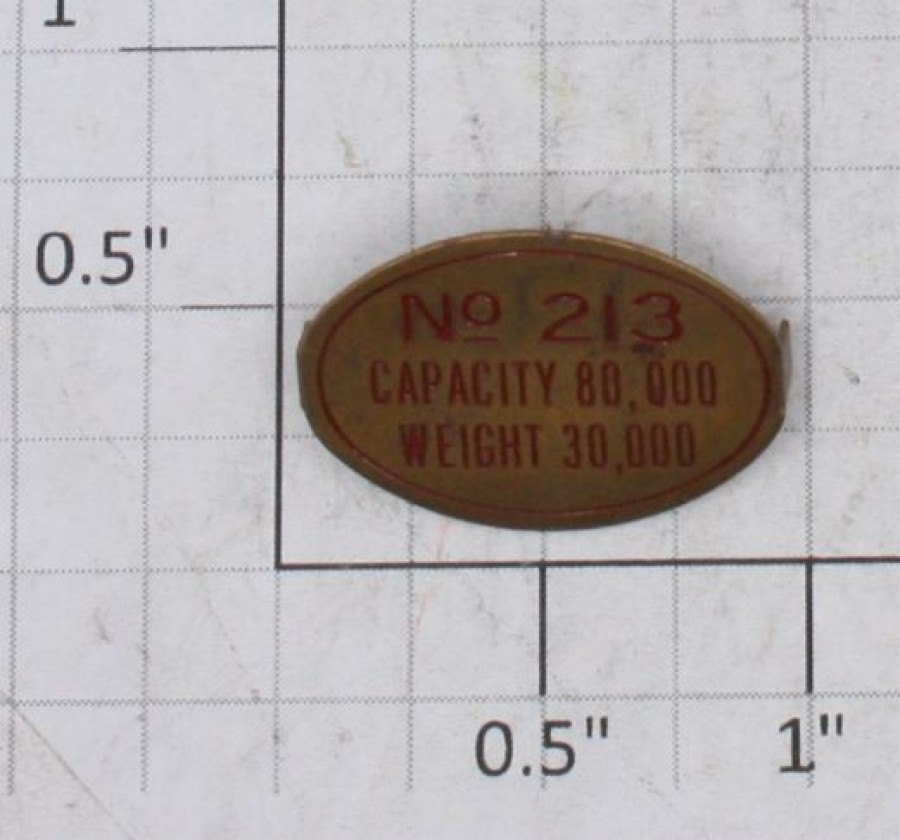 1
0.5"
Nº 213
CAPACITY 80,000
WEIGHT 30,000
0.5" 1"